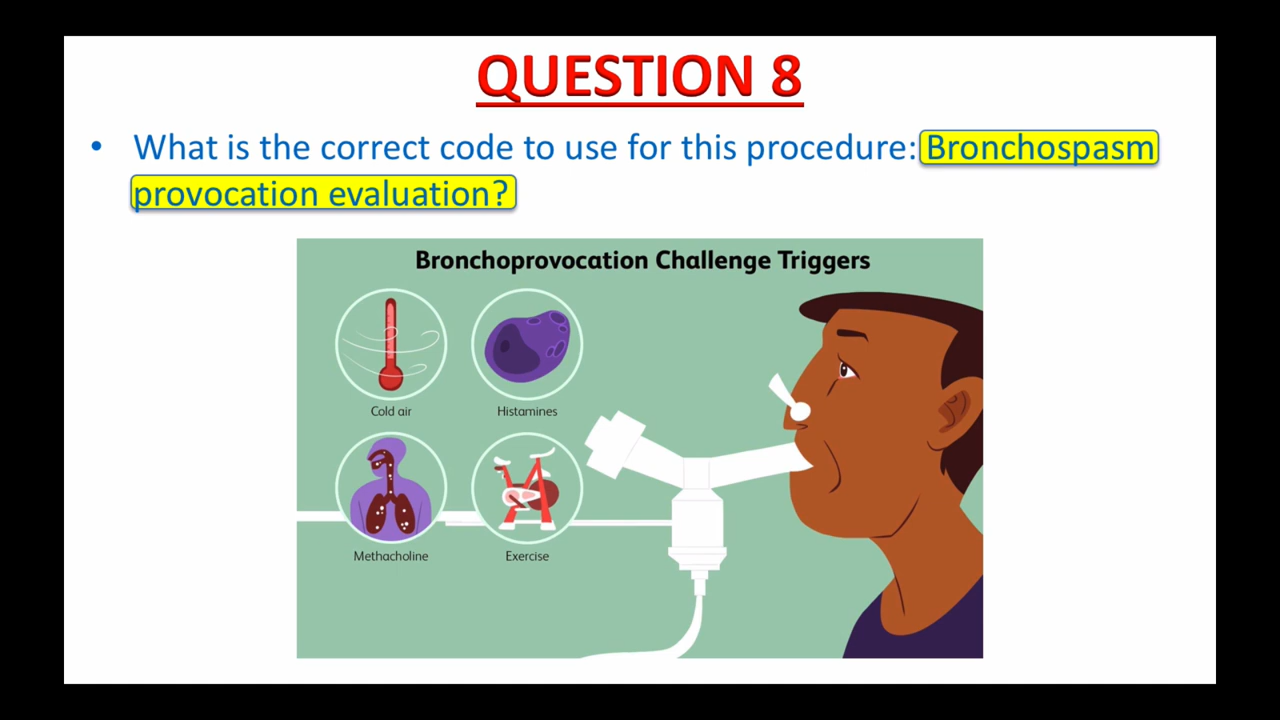 QUESTION 8
• What is the correct code to use for this procedure: Bronchospasm
provocation evaluation?
Bronchoprovocation Challenge Triggers
Cold air
Histamines
Methacholine
Exercise